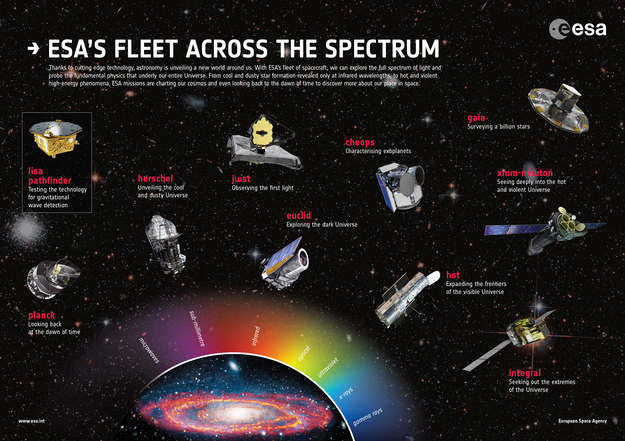 esa
→ ESA'S FLEET ACROSS THE SPECTRUM
Thanks to cutting edge technology, astronomy is unveiling a new world around us. With ESA's fleet of spacecraft, we can explore the full spectrum of light and
probe the fundamental physics that underly our entire Universe. From cool and dusty star formation revealed only at infrared wavelengths, to hot and violent
high-energy phenomena, ESA missions are charting our cosmos and even looking back to the dawn of time to discover more about our place in space.
gaia
Surveying a billion stars
cheops
Characterising exoplanets
lisa
pathfinder
Testing the technology
for gravitational
wave detection
herschel
Unveiling the cool
and dusty Universe
jwst
Observing the first light
xmm-newton
Seeing deeply into the hot
and violent Universe
euclid
Exploring the dark Universe
hst
Expanding the frontiers
of the visible Universe
planck
Looking back
at the dawn of time
integral
Seeking out the extremes
of the Universe
microwaves
sub-millimetre
infrared
optical
ultraviolet
x-rays
gamma rays
www.esa.int
European Space Agency